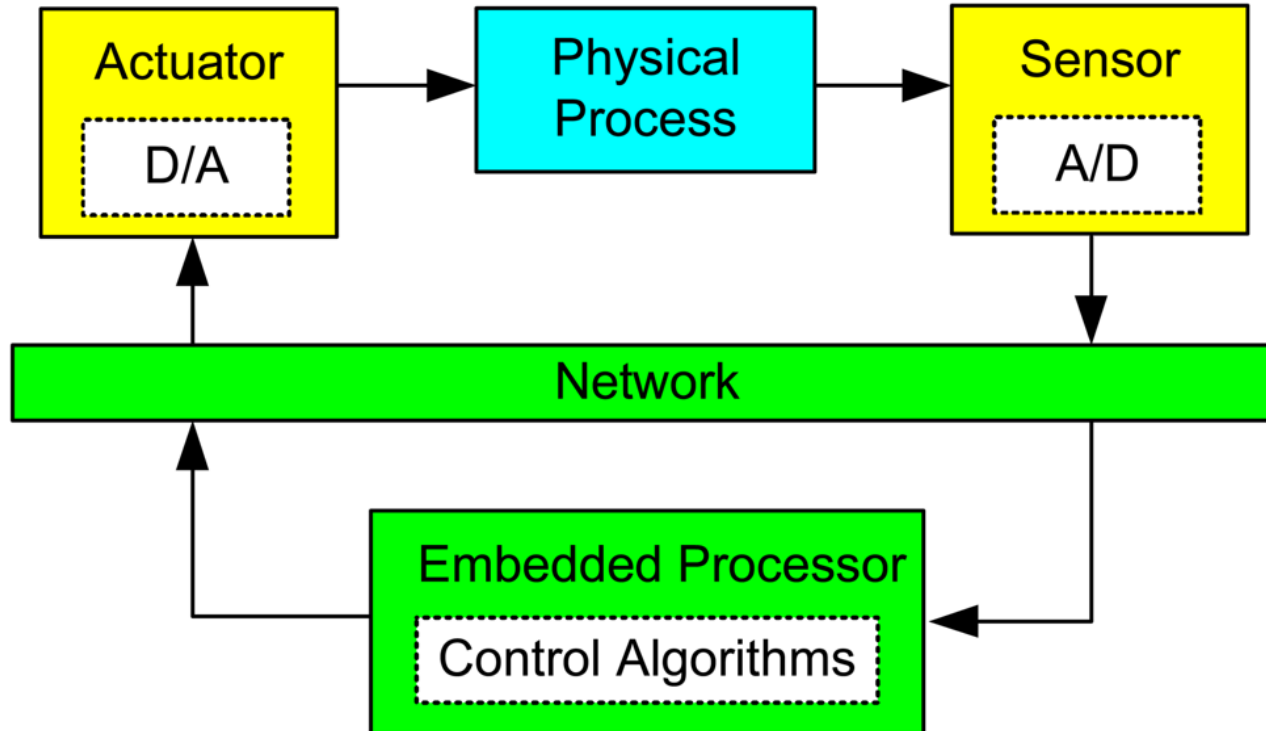 Actuator
D/A
Physical
Process
Sensor
A/D
Network
Embedded Processor
Control Algorithms